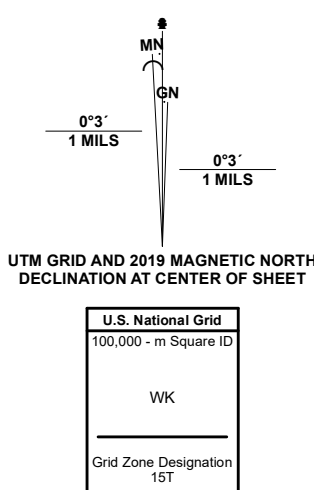 MN
GN
0°3´
1 MILS
0°3´
1 MILS
UTM GRID AND 2019 MAGNETIC NORTH
DECLINATION AT CENTER OF SHEET
U.S. National Grid
100,000 - m Square ID
WK
Grid Zone Designation
15T